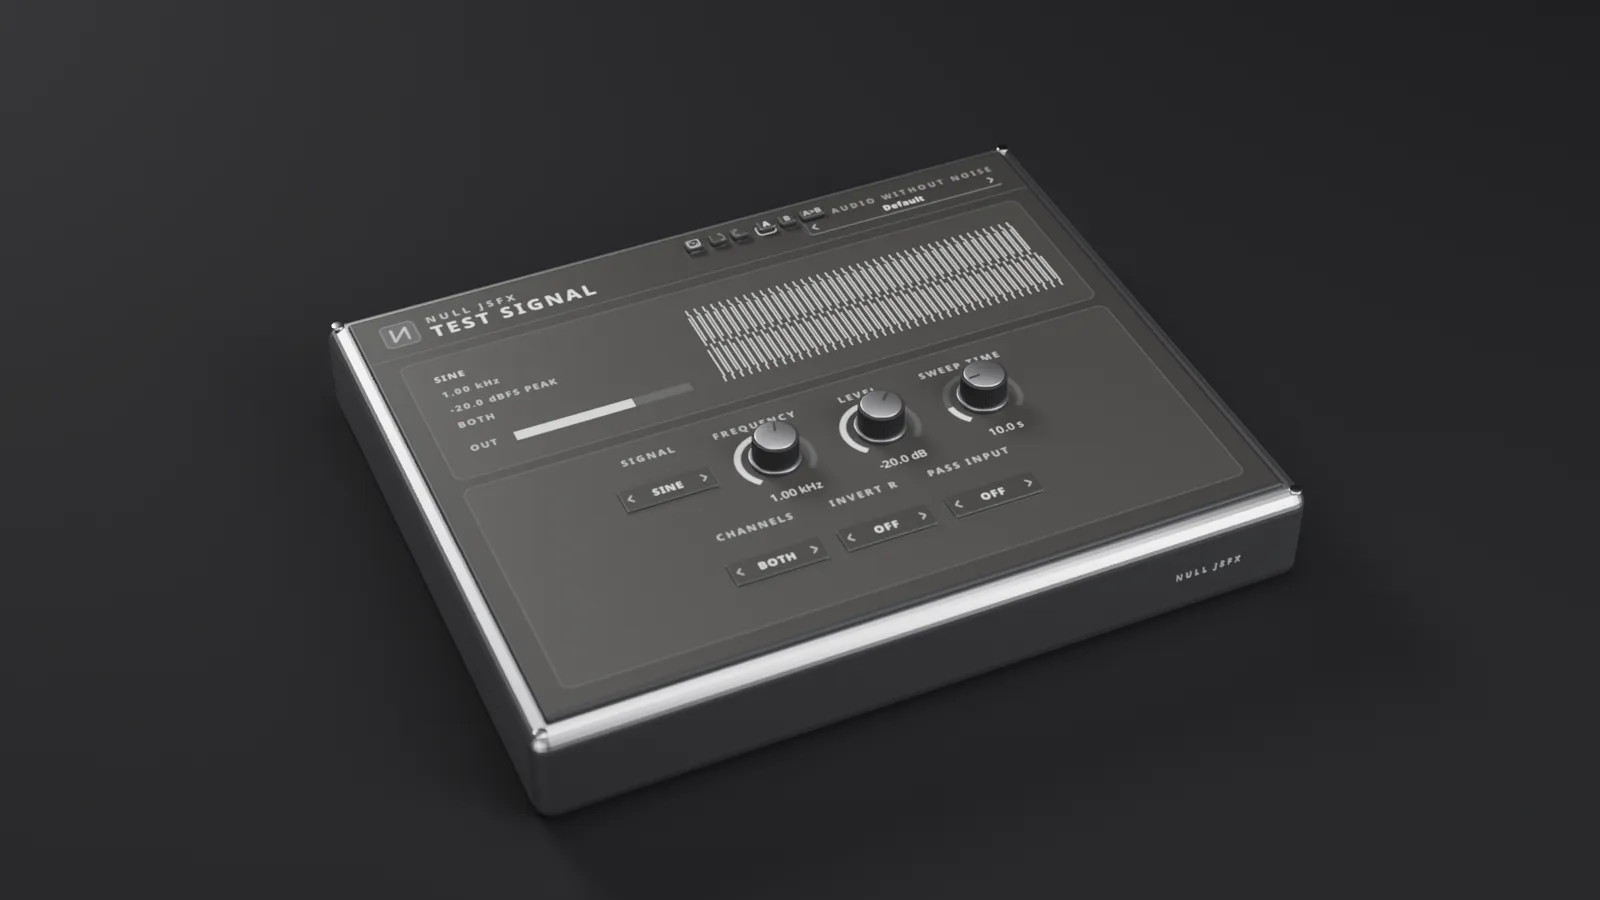 NULL JSFX
TEST SIGNAL
A
B
A>B
AUDIO WITHOUT NOISE
< Default >
SINE
1.00 kHz
-20.0 dBFS PEAK
BOTH
OUT
SIGNAL
< SINE >
FREQUENCY
1.00 kHz
LEVEL
-20.0 dB
SWEEP TIME
10.0 s
CHANNELS
< BOTH >
INVERT R
< OFF >
PASS INPUT
< OFF >
NULL JSFX